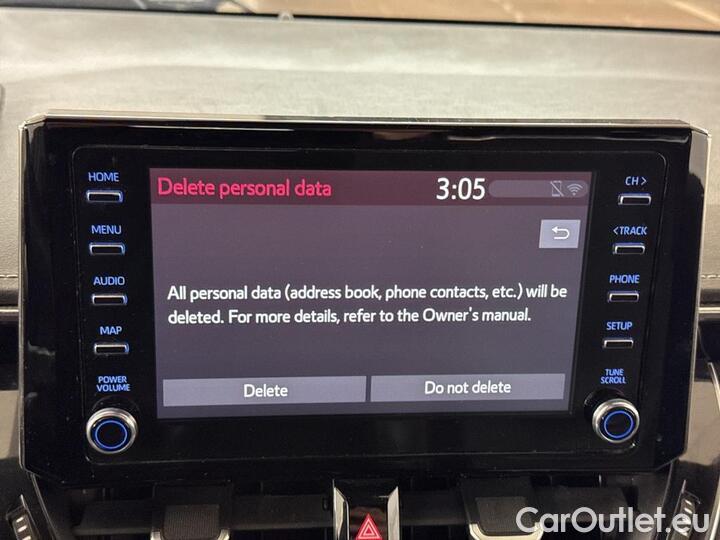 HOME
MENU
AUDIO
MAP
POWER
VOLUME
Delete personal data 3:05
All personal data (address book, phone contacts, etc.) will be
deleted. For more details, refer to the Owner's manual.
Delete
Do not delete
CH >
< TRACK
PHONE
SETUP
TUNE
SCROLL
CarOutlet.eu